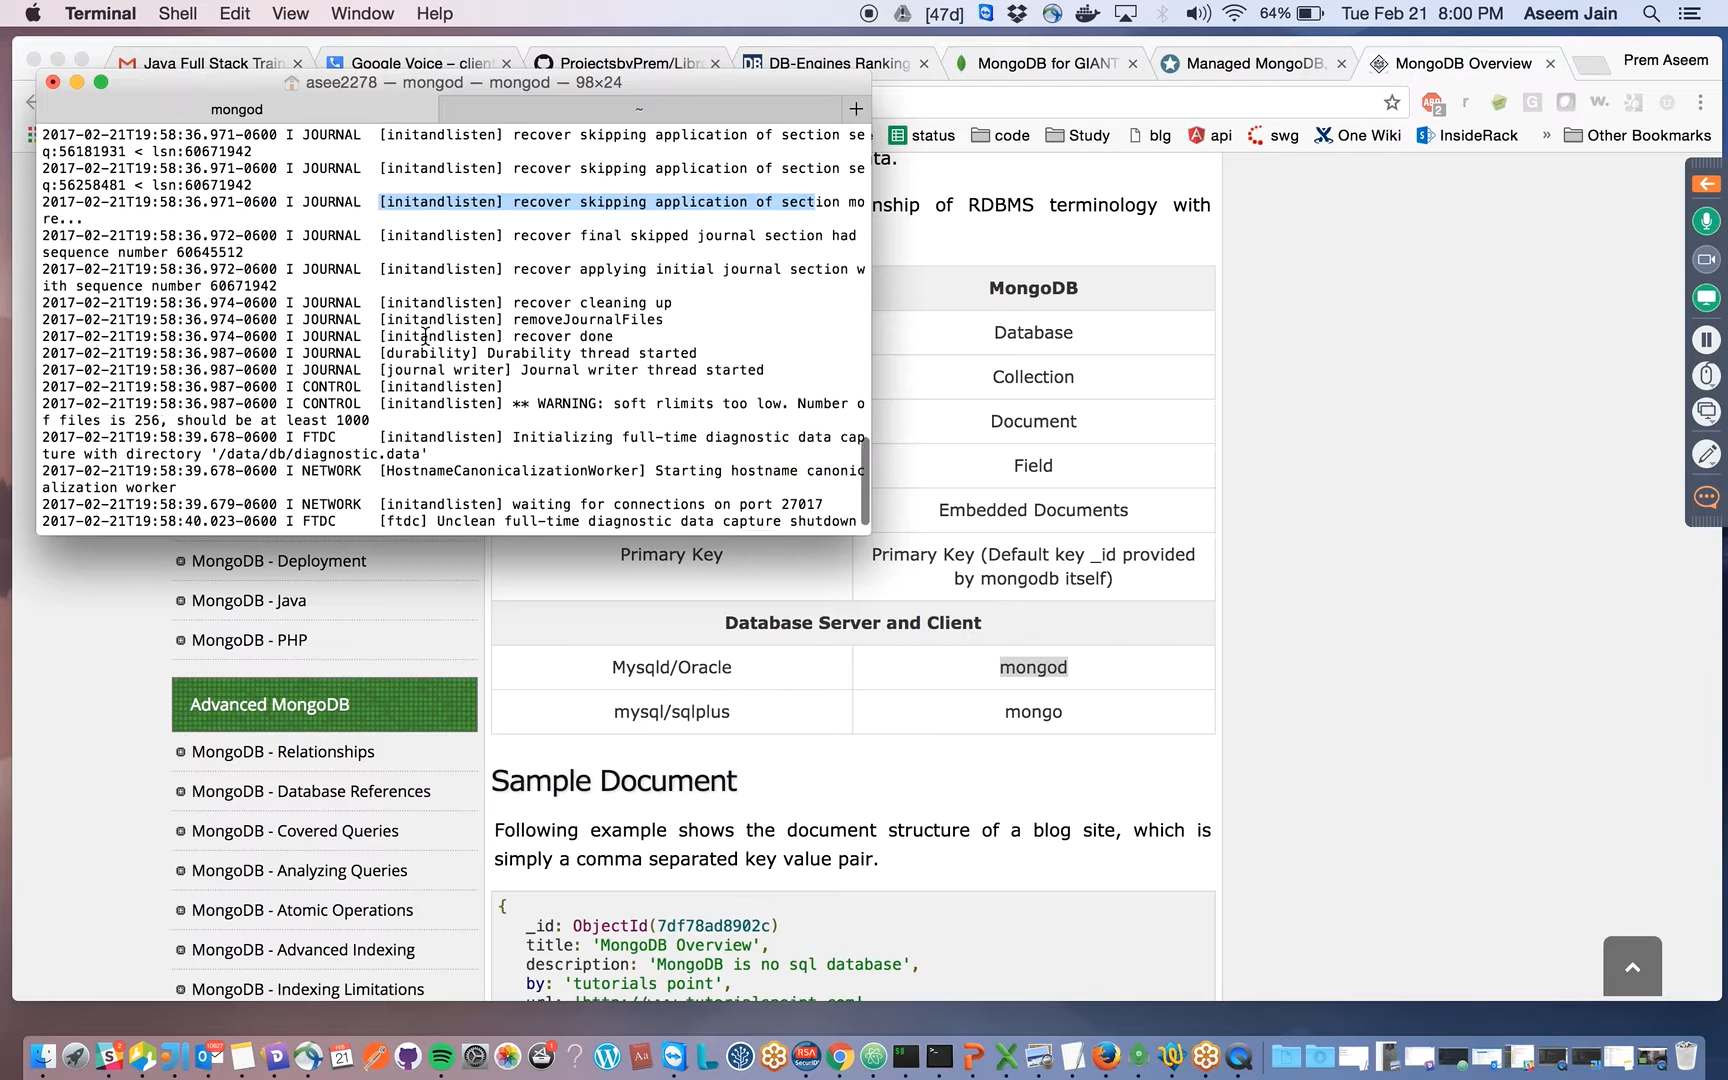 Terminal Shell Edit View Window Help
[47d] 64% Tue Feb 21 8:00 PM Aseem Jain
Java Full Stack Train
Google Voice – client
ProjectsbyPrem/Libr
DB-Engines Ranking
MongoDB for GIANT
Managed MongoDB,
MongoDB Overview
Prem Aseem
status code Study blg api swg One Wiki InsideRack » Other Bookmarks
asee2278 — mongod — mongod — 98×24
mongod ~ +
2017-02-21T19:58:36.971-0600 I JOURNAL [initandlisten] recover skipping application of section se
q:56181931 < lsn:60671942
2017-02-21T19:58:36.971-0600 I JOURNAL [initandlisten] recover skipping application of section se
q:56258481 < lsn:60671942
2017-02-21T19:58:36.971-0600 I JOURNAL [initandlisten] recover skipping application of section mo
re...
2017-02-21T19:58:36.972-0600 I JOURNAL [initandlisten] recover final skipped journal section had
sequence number 60645512
2017-02-21T19:58:36.972-0600 I JOURNAL [initandlisten] recover applying initial journal section w
ith sequence number 60671942
2017-02-21T19:58:36.974-0600 I JOURNAL [initandlisten] recover cleaning up
2017-02-21T19:58:36.974-0600 I JOURNAL [initandlisten] removeJournalFiles
2017-02-21T19:58:36.974-0600 I JOURNAL [initandlisten] recover done
2017-02-21T19:58:36.987-0600 I JOURNAL [durability] Durability thread started
2017-02-21T19:58:36.987-0600 I JOURNAL [journal writer] Journal writer thread started
2017-02-21T19:58:36.987-0600 I CONTROL [initandlisten]
2017-02-21T19:58:36.987-0600 I CONTROL [initandlisten] ** WARNING: soft rlimits too low. Number o
f files is 256, should be at least 1000
2017-02-21T19:58:39.678-0600 I FTDC [initandlisten] Initializing full-time diagnostic data cap
ture with directory '/data/db/diagnostic.data'
2017-02-21T19:58:39.678-0600 I NETWORK [HostnameCanonicalizationWorker] Starting hostname canonic
alization worker
2017-02-21T19:58:39.679-0600 I NETWORK [initandlisten] waiting for connections on port 27017
2017-02-21T19:58:40.023-0600 I FTDC [ftdc] Unclean full-time diagnostic data capture shutdown
ta.
nship of RDBMS terminology with
MongoDB
Database
Collection
Document
Field
Embedded Documents
Primary Key
Primary Key (Default key _id provided
by mongodb itself)
Database Server and Client
Mysqld/Oracle mongod
mysql/sqlplus mongo
MongoDB - Deployment
MongoDB - Java
MongoDB - PHP
Advanced MongoDB
MongoDB - Relationships
MongoDB - Database References
MongoDB - Covered Queries
MongoDB - Analyzing Queries
MongoDB - Atomic Operations
MongoDB - Advanced Indexing
MongoDB - Indexing Limitations
Sample Document
Following example shows the document structure of a blog site, which is
simply a comma separated key value pair.
{
_id: ObjectId(7df78ad8902c)
title: 'MongoDB Overview',
description: 'MongoDB is no sql database',
by: 'tutorials point',